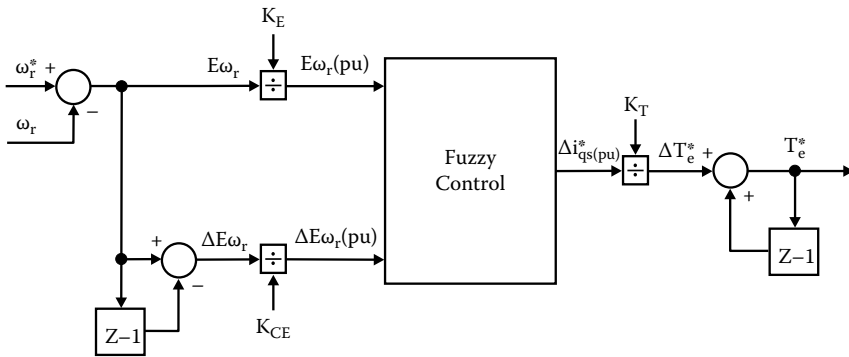 K_E
ω_r^* +
Eω_r
÷
Eω_r(pu)
−
ω_r
Fuzzy
Control
K_T
Δi^*_qs(pu)
÷
ΔT_e^*
+
T_e^*
+
Z−1
+
ΔEω_r
÷
ΔEω_r(pu)
−
Z−1
K_CE